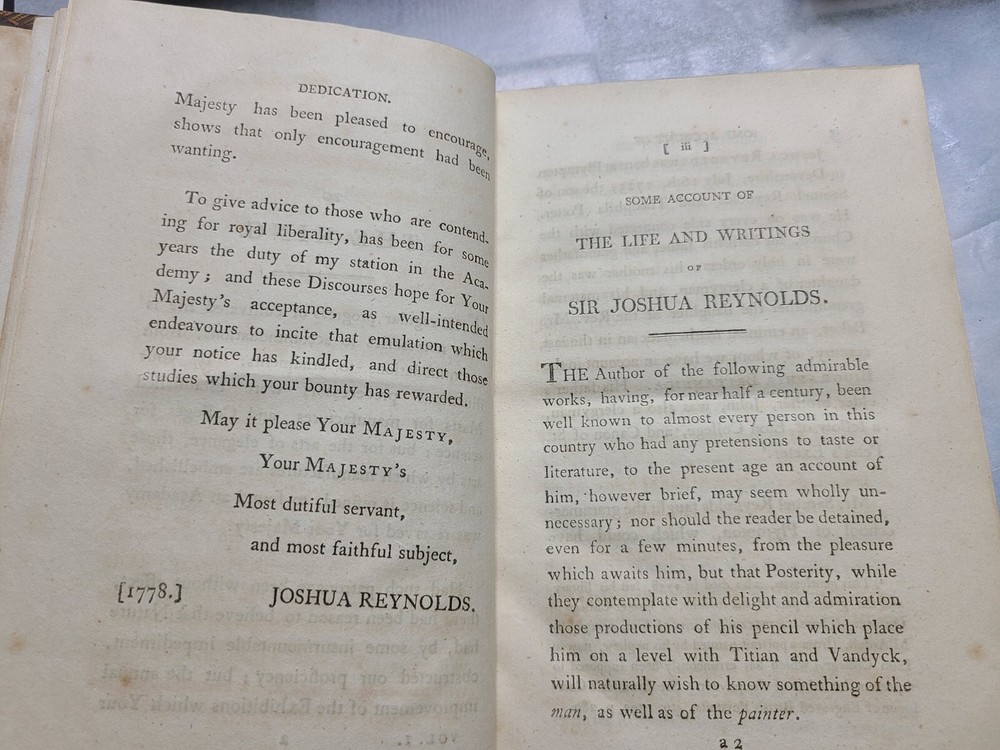 DEDICATION.
Majesty has been pleased to encourage,
shows that only encouragement had been
wanting.
To give advice to those who are contend-
ing for royal liberality, has been for some
years the duty of my station in the Aca-
demy; and these Discourses hope for Your
Majesty's acceptance, as well-intended
endeavours to incite that emulation which
your notice has kindled, and direct those
studies which your bounty has rewarded.
May it please Your MAJESTY,
Your MAJESTY's
Most dutiful servant,
and most faithful subject,
[1778.] JOSHUA REYNOLDS.
[ iii ]
SOME ACCOUNT OF
THE LIFE AND WRITINGS
OF
SIR JOSHUA REYNOLDS.
THE Author of the following admirable
works, having, for near half a century, been
well known to almost every person in this
country who had any pretensions to taste or
literature, to the present age an account of
him, however brief, may seem wholly un-
necessary; nor should the reader be detained,
even for a few minutes, from the pleasure
which awaits him, but that Posterity, while
they contemplate with delight and admiration
those productions of his pencil which place
him on a level with Titian and Vandyck,
will naturally wish to know something of the
man, as well as of the painter.
a 2